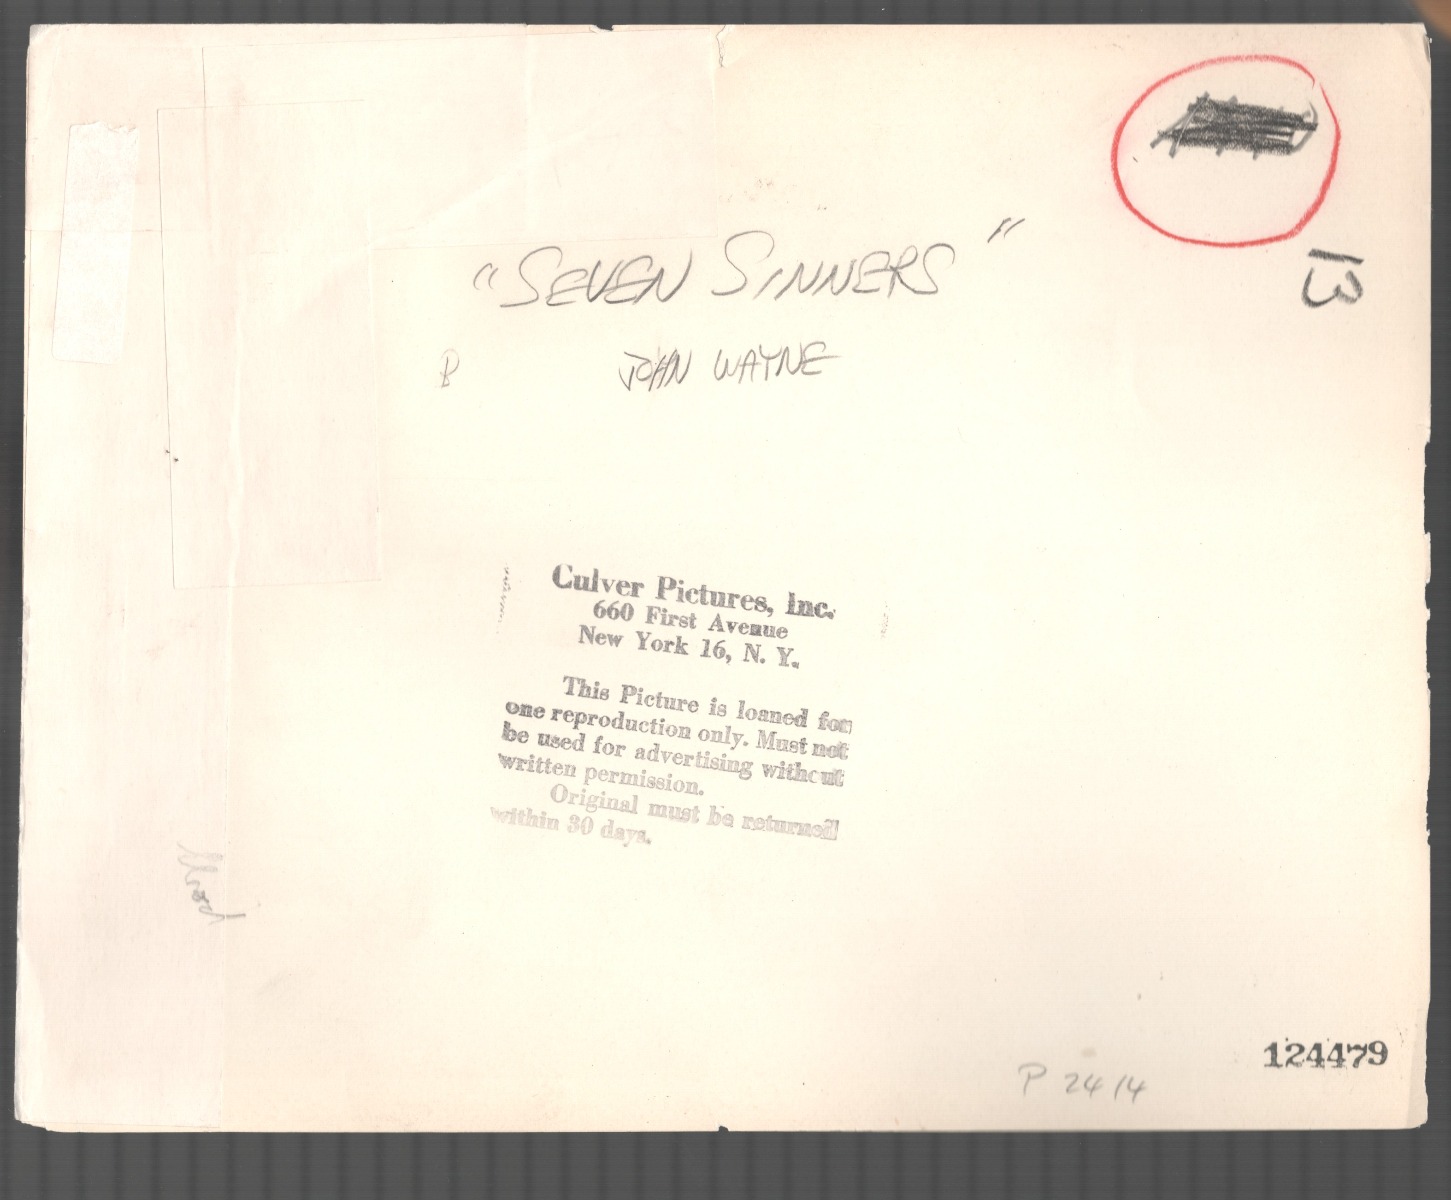 "SEVEN SINNERS"
13
B JOHN WAYNE
Culver Pictures, Inc.
660 First Avenue
New York 16, N. Y.
This Picture is loaned for
one reproduction only. Must not
be used for advertising without
written permission.
Original must be returned
within 30 days.
124479
P 2414